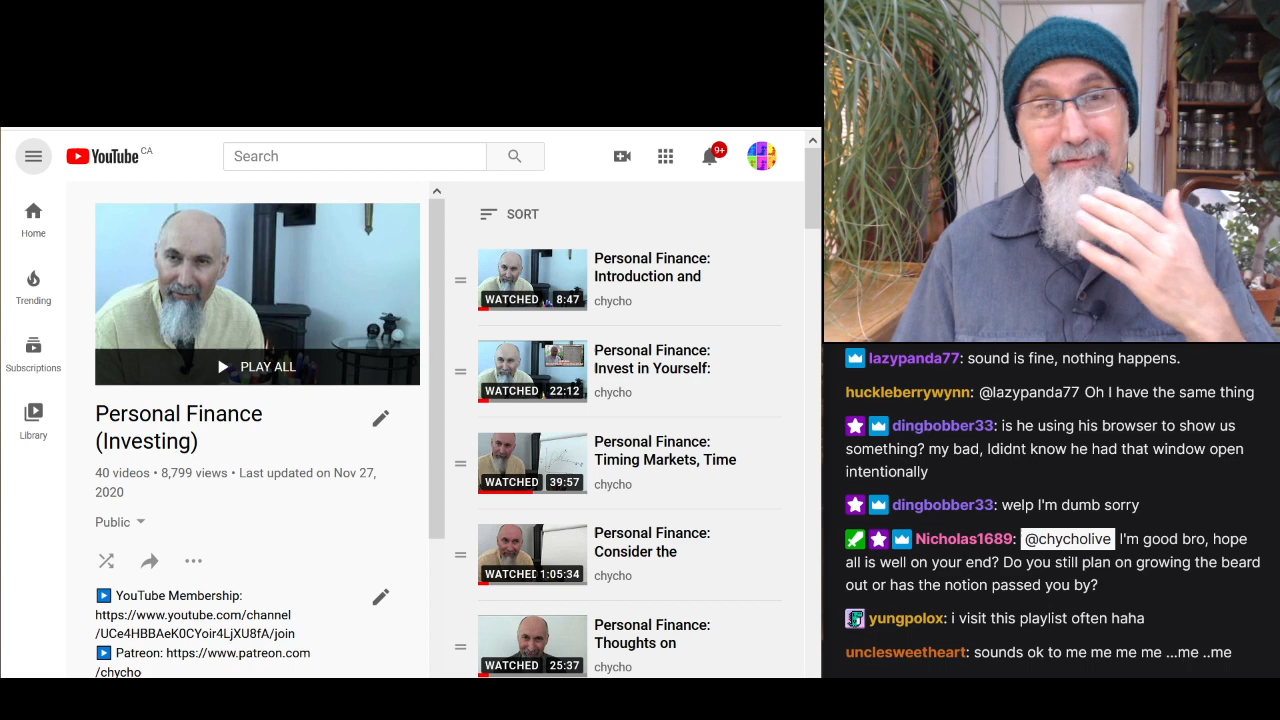 YouTube CA
Search
9+
Home
Trending
Subscriptions
Library
PLAY ALL
Personal Finance
(Investing)
40 videos • 8,799 views • Last updated on Nov 27,
2020
Public
YouTube Membership:
https://www.youtube.com/channel
/UCe4HBBAeK0CYoir4LjXU8fA/join
Patreon: https://www.patreon.com
/chycho
SORT
WATCHED 8:47
Personal Finance:
Introduction and
chycho
WATCHED 22:12
Personal Finance:
Invest in Yourself:
chycho
WATCHED 39:57
Personal Finance:
Timing Markets, Time
chycho
WATCHED 1:05:34
Personal Finance:
Consider the
chycho
WATCHED 25:37
Personal Finance:
Thoughts on
chycho
lazypanda77: sound is fine, nothing happens.
huckleberrywynn: @lazypanda77 Oh I have the same thing
dingbobber33: is he using his browser to show us
something? my bad, Ididnt know he had that window open
intentionally
dingbobber33: welp I'm dumb sorry
Nicholas1689: @chycholive I'm good bro, hope
all is well on your end? Do you still plan on growing the beard
out or has the notion passed you by?
yungpolox: i visit this playlist often haha
unclesweetheart: sounds ok to me me me me ...me ..me